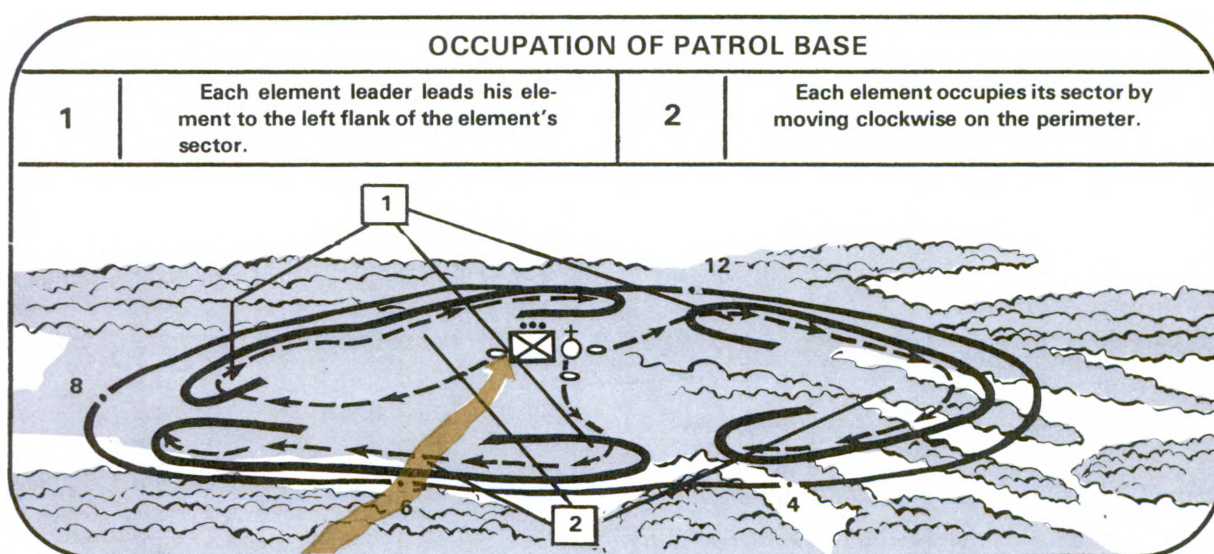 OCCUPATION OF PATROL BASE
1
Each element leader leads his ele-
ment to the left flank of the element's
sector.
2
Each element occupies its sector by
moving clockwise on the perimeter.
1
12
8
6
2
4